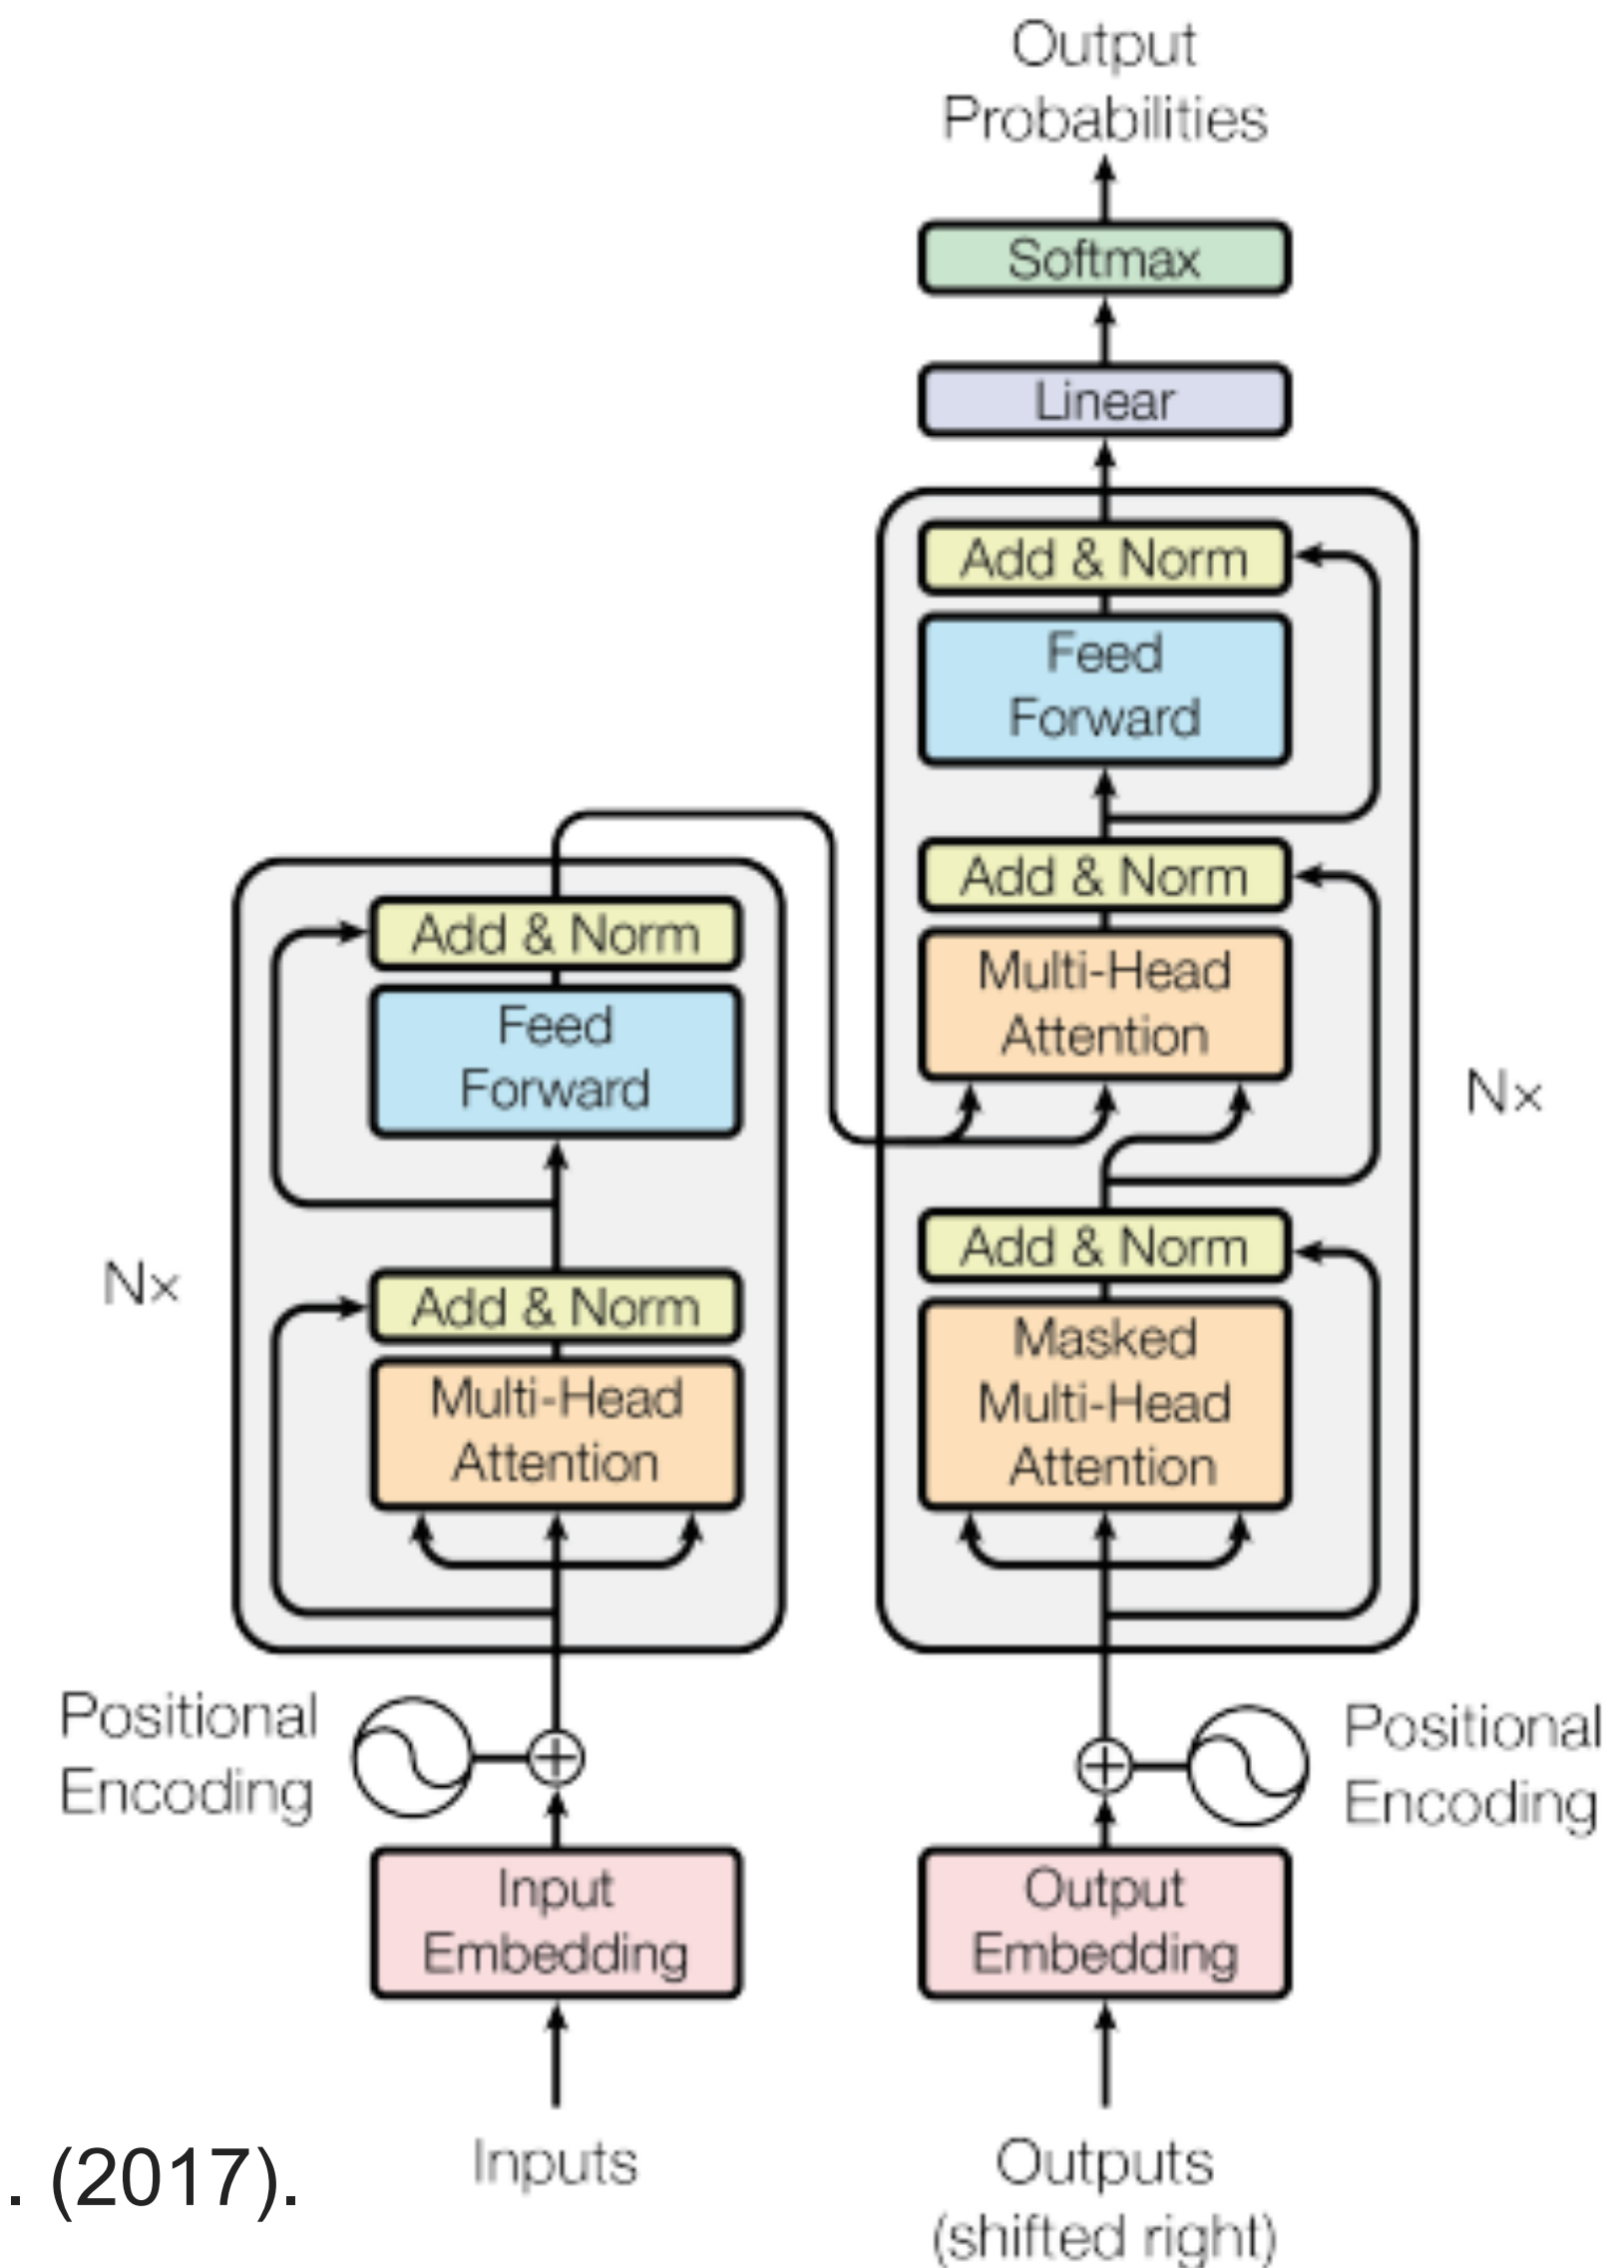 Output
Probabilities
Softmax
Linear
Add & Norm
Feed
Forward
Add & Norm
Multi-Head
Attention
Add & Norm
Masked
Multi-Head
Attention
Nx
Add & Norm
Feed
Forward
Add & Norm
Multi-Head
Attention
Nx
Positional
Encoding
Positional
Encoding
Input
Embedding
Output
Embedding
Inputs
Outputs
(shifted right)
. (2017).